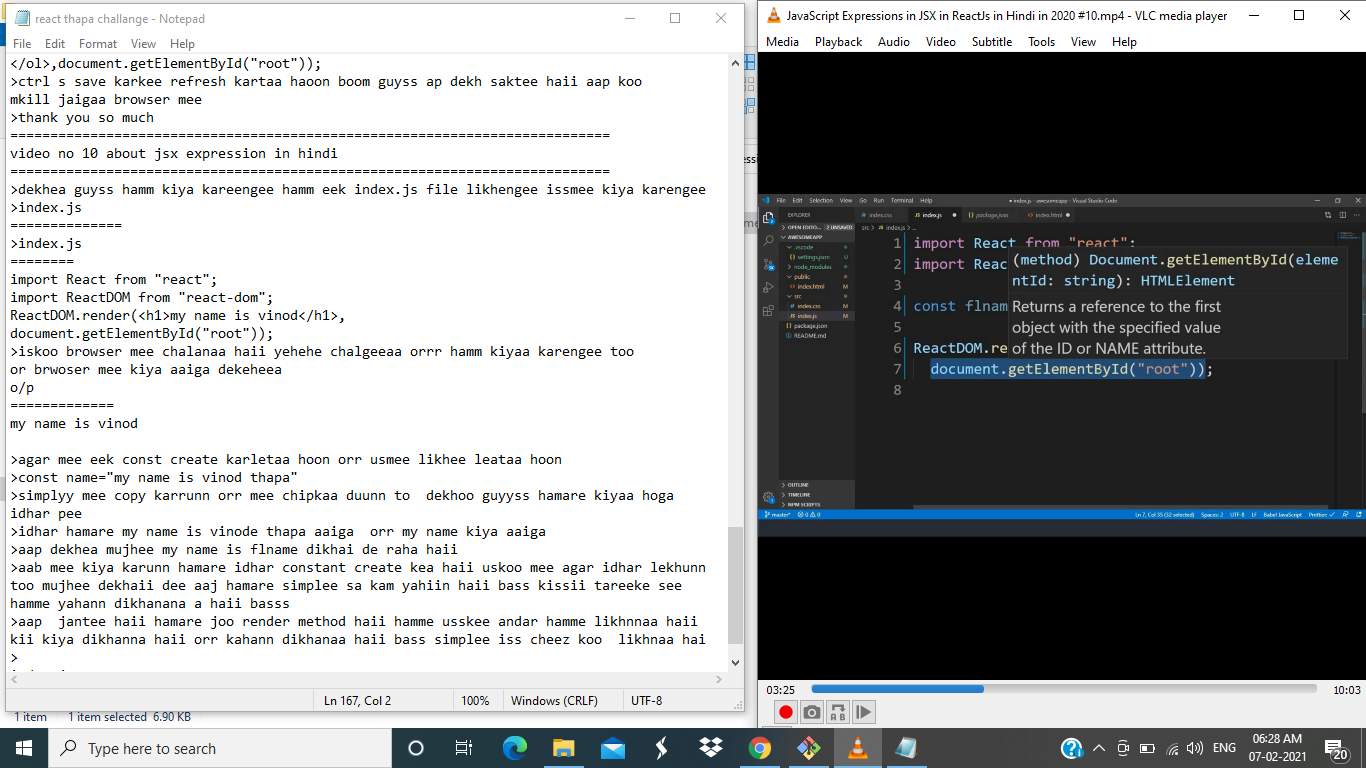 react thapa challange - Notepad
File Edit Format View Help
</ol>,document.getElementById("root"));
>ctrl s save karkee refresh kartaa haoon boom guyss ap dekh saktee haii aap koo
mkill jaigaa browser mee
>thank you so much
===========================================================================
video no 10 about jsx expression in hindi
===========================================================================
>dekhea guyss hamm kiya kareengee hamm eek index.js file likhengee issmee kiya karengee
>index.js
==============
>index.js
========
import React from "react";
import ReactDOM from "react-dom";
ReactDOM.render(<h1>my name is vinod</h1>,
document.getElementById("root"));
>iskoo browser mee chalanaa haii yehehe chalgeeaa orrr hamm kiyaa karengee too
or brwoser mee kiya aaiga dekeheea
o/p
=============
my name is vinod
>agar mee eek const create karletaa hoon orr usmee likhee leataa hoon
>const name="my name is vinod thapa"
>simplyy mee copy karrunn orr mee chipkaa duunn to  dekhoo guyyss hamare kiyaa hoga
idhar pee
>idhar hamare my name is vinode thapa aaiga  orr my name kiya aaiga
>aap dekhea mujhee my name is flname dikhai de raha haii
>aab mee kiya karunn hamare idhar constant create kea haii uskoo mee agar idhar lekhunn
too mujhee dekhaii dee aaj hamare simplee sa kam yahiin haii bass kissii tareeke see
hamme yahann dikhanana a haii basss
>aap  jantee haii hamare joo render method haii hamme usskee andar hamme likhnnaa haii
kii kiya dikhanna haii orr kahann dikhanaa haii bass simplee iss cheez koo  likhnaa hai
>
Ln 167, Col 2 100% Windows (CRLF) UTF-8
1 item 1 item selected 6.90 KB
JavaScript Expressions in JSX in ReactJs in Hindi in 2020 #10.mp4 - VLC media player
Media Playback Audio Video Subtitle Tools View Help
File Edit Selection View Go Run Terminal Help
index.js - awesomeapp - Visual Studio Code
EXPLORER
index.css index.js package.json index.html
OPEN EDITO... 2 UNSAVED
src > index.js > ...
AWESOMEAPP
.vscode
settings.json U
node_modules
public
index.html M
src
index.css M
index.js M
package.json
README.md
1 import React from "react";
2 import Reac
3
4 const flnam
5
6 ReactDOM.re
7 document.getElementById("root"));
8
(method) Document.getElementById(eleme
ntId: string): HTMLElement
Returns a reference to the first
object with the specified value
of the ID or NAME attribute.
OUTLINE
TIMELINE
NPM SCRIPTS
master* 0 0 Ln 7, Col 35 (32 selected) Spaces: 2 UTF-8 LF Babel JavaScript Prettier: ✓
03:25 10:03
A B
Type here to search
ENG
06:28 AM
07-02-2021
20